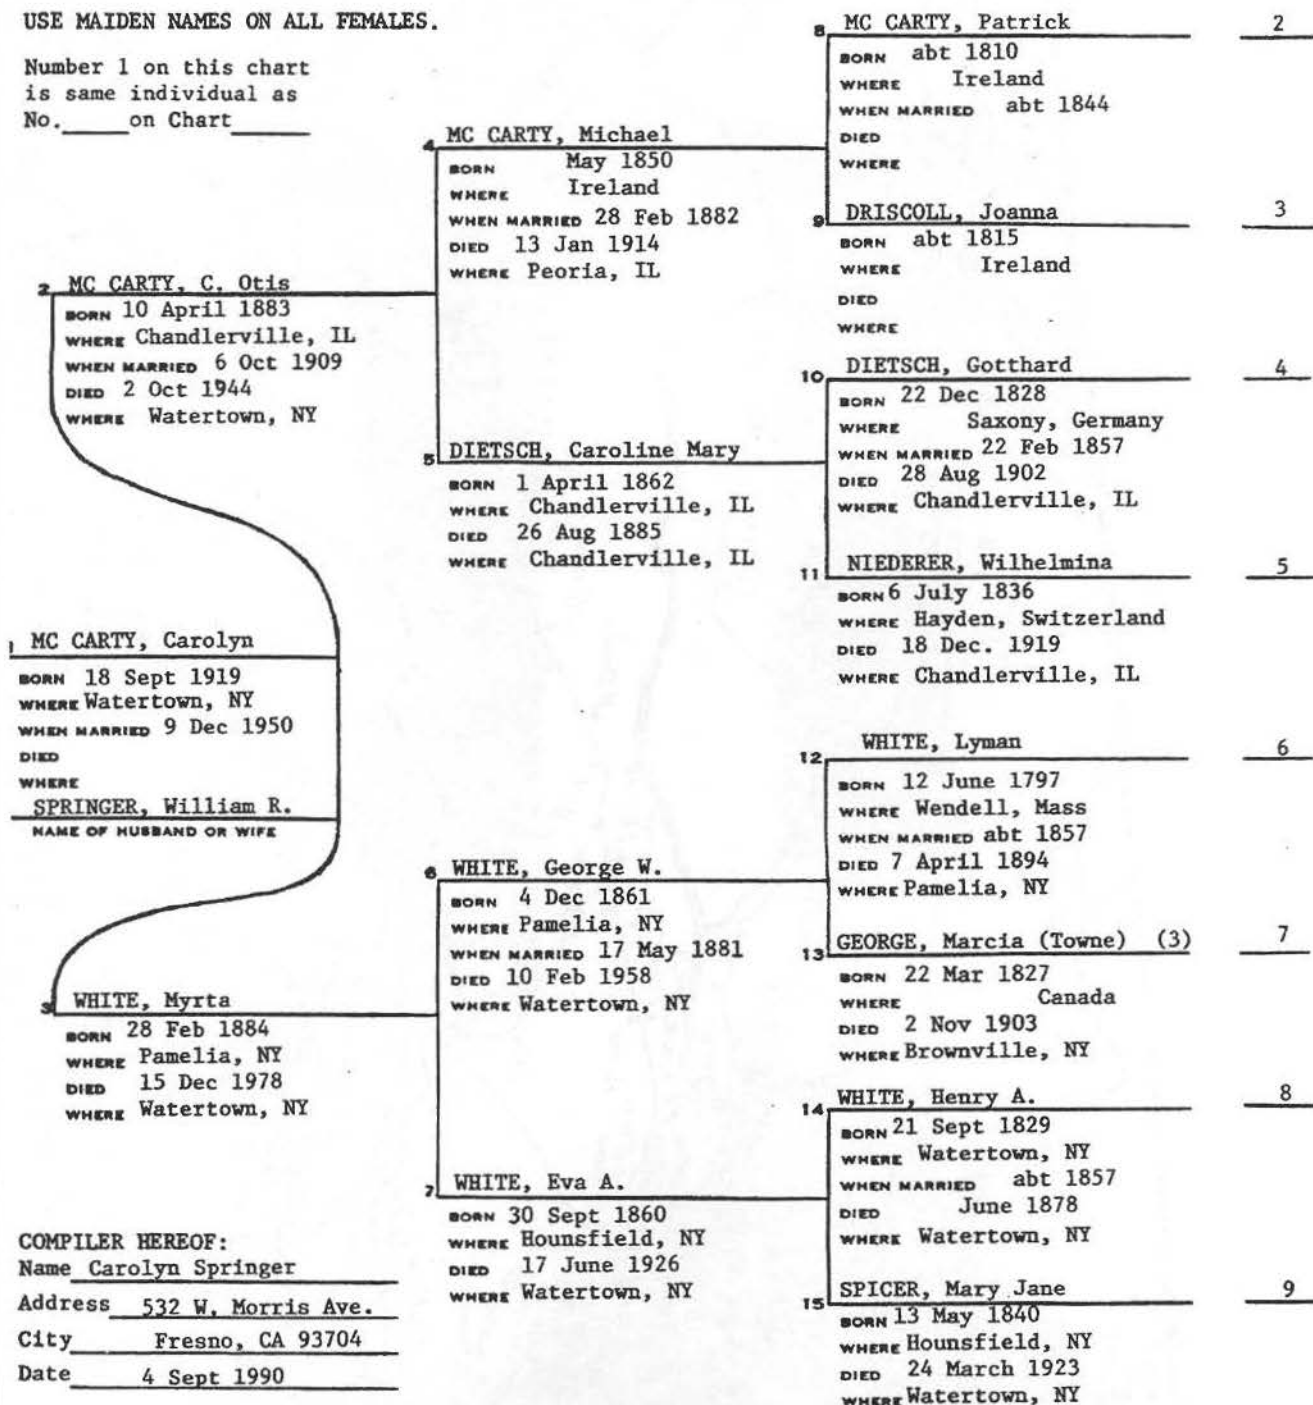 USE MAIDEN NAMES ON ALL FEMALES.
Number 1 on this chart
is same individual as
No. on Chart
1 MC CARTY, Carolyn
BORN 18 Sept 1919
WHERE Watertown, NY
WHEN MARRIED 9 Dec 1950
DIED
WHERE
SPRINGER, William R.
NAME OF HUSBAND OR WIFE
2 MC CARTY, C. Otis
BORN 10 April 1883
WHERE Chandlerville, IL
WHEN MARRIED 6 Oct 1909
DIED 2 Oct 1944
WHERE Watertown, NY
3 WHITE, Myrta
BORN 28 Feb 1884
WHERE Pamelia, NY
DIED 15 Dec 1978
WHERE Watertown, NY
4 MC CARTY, Michael
BORN May 1850
WHERE Ireland
WHEN MARRIED 28 Feb 1882
DIED 13 Jan 1914
WHERE Peoria, IL
5 DIETSCH, Caroline Mary
BORN 1 April 1862
WHERE Chandlerville, IL
DIED 26 Aug 1885
WHERE Chandlerville, IL
6 WHITE, George W.
BORN 4 Dec 1861
WHERE Pamelia, NY
WHEN MARRIED 17 May 1881
DIED 10 Feb 1958
WHERE Watertown, NY
7 WHITE, Eva A.
BORN 30 Sept 1860
WHERE Hounsfield, NY
DIED 17 June 1926
WHERE Watertown, NY
8 MC CARTY, Patrick 2
BORN abt 1810
WHERE Ireland
WHEN MARRIED abt 1844
DIED
WHERE
9 DRISCOLL, Joanna 3
BORN abt 1815
WHERE Ireland
DIED
WHERE
10 DIETSCH, Gotthard 4
BORN 22 Dec 1828
WHERE Saxony, Germany
WHEN MARRIED 22 Feb 1857
DIED 28 Aug 1902
WHERE Chandlerville, IL
11 NIEDERER, Wilhelmina 5
BORN 6 July 1836
WHERE Hayden, Switzerland
DIED 18 Dec. 1919
WHERE Chandlerville, IL
12 WHITE, Lyman 6
BORN 12 June 1797
WHERE Wendell, Mass
WHEN MARRIED abt 1857
DIED 7 April 1894
WHERE Pamelia, NY
13 GEORGE, Marcia (Towne) (3) 7
BORN 22 Mar 1827
WHERE Canada
DIED 2 Nov 1903
WHERE Brownville, NY
14 WHITE, Henry A. 8
BORN 21 Sept 1829
WHERE Watertown, NY
WHEN MARRIED abt 1857
DIED June 1878
WHERE Watertown, NY
15 SPICER, Mary Jane 9
BORN 13 May 1840
WHERE Hounsfield, NY
DIED 24 March 1923
WHERE Watertown, NY
COMPILER HEREOF:
Name Carolyn Springer
Address 532 W. Morris Ave.
City Fresno, CA 93704
Date 4 Sept 1990